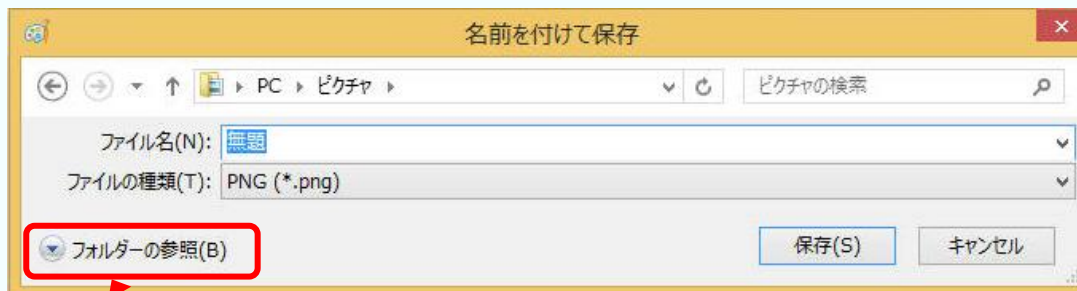 名前を付けて保存
PC ピクチャ ピクチャの検索
ファイル名(N): 無題
ファイルの種類(T): PNG (*.png)
フォルダーの参照(B) 保存(S) キャンセル